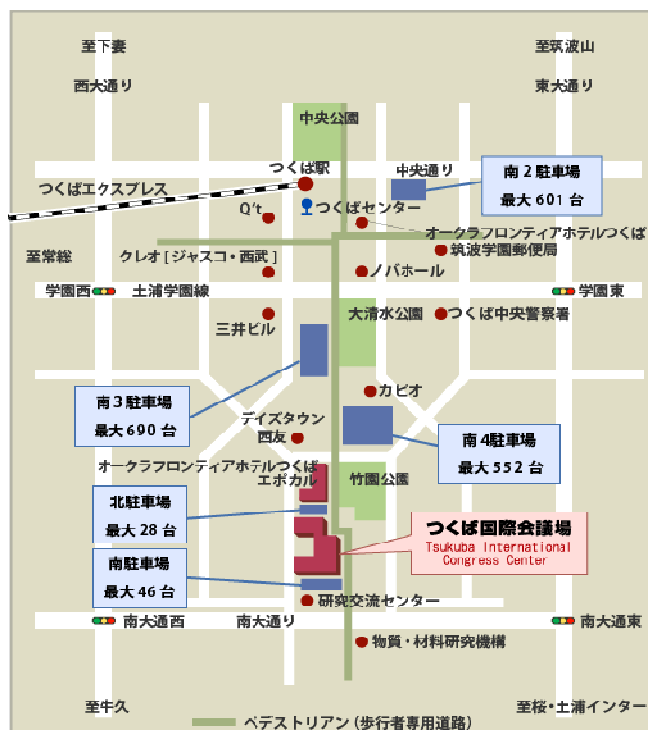 至下妻
至筑波山
西大通り
東大通り
中央公園
つくば駅
中央通り
南2駐車場
最大601台
つくばエクスプレス
Q't
つくばセンター
オークラフロンティアホテルつくば
筑波学園郵便局
至常総
クレオ[ジャスコ・西武]
ノバホール
学園西
土浦学園線
学園東
大清水公園
つくば中央警察署
三井ビル
カピオ
南3駐車場
最大690台
デイズタウン
西友
南4駐車場
最大552台
オークラフロンティアホテルつくば
エポカル
竹園公園
北駐車場
最大28台
つくば国際会議場
Tsukuba International
Congress Center
南駐車場
最大46台
研究交流センター
南大通西
南大通り
南大通東
物質・材料研究機構
至牛久
至桜・土浦インター
ペデストリアン(歩行者専用道路)